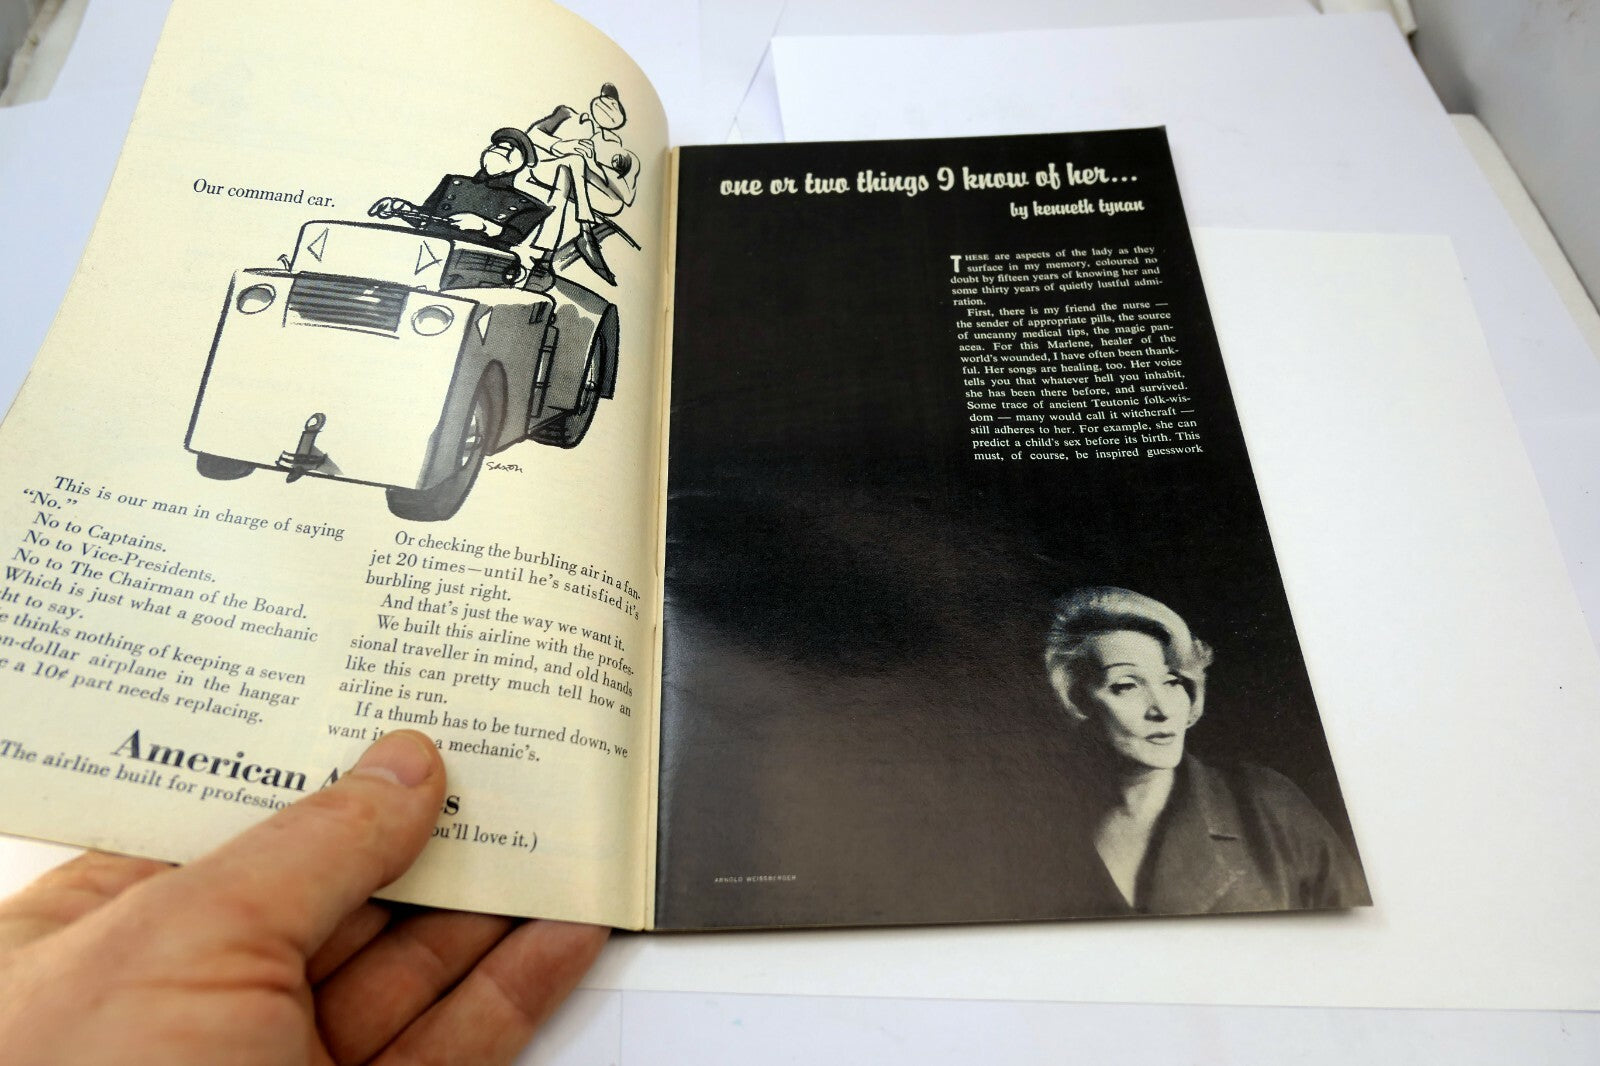 Our command car.
Saxon
This is our man in charge of saying
“No.”
No to Captains.
No to Vice-Presidents.
No to The Chairman of the Board.
Which is just what a good mechanic
to say.
thinks nothing of keeping a seven
dollar airplane in the hangar
a 10¢ part needs replacing.
Or checking the burbling air in a fan-
jet 20 times—until he's satisfied it's
burbling just right.
And that's just the way we want it.
We built this airline with the profes-
sional traveller in mind, and old hands
like this can pretty much tell how an
airline is run.
If a thumb has to be turned down, we
want a mechanic's.
American
The airline built for
you'll love it.)
one or two things I know of her...
by kenneth tynan
THESE are aspects of the lady as they
surface in my memory, coloured no
doubt by fifteen years of knowing her and
some thirty years of quietly lustful admi-
ration.
First, there is my friend the nurse —
the sender of appropriate pills, the source
of uncanny medical tips, the magic pan-
acea. For this Marlene, healer of the
world's wounded, I have often been thank-
ful. Her songs are healing, too. Her voice
tells you that whatever hell you inhabit,
she has been there before, and survived.
Some trace of ancient Teutonic folk-wis-
dom — many would call it witchcraft —
still adheres to her. For example, she can
predict a child's sex before its birth. This
must, of course, be inspired guesswork
ARNOLD WEISSBERGER